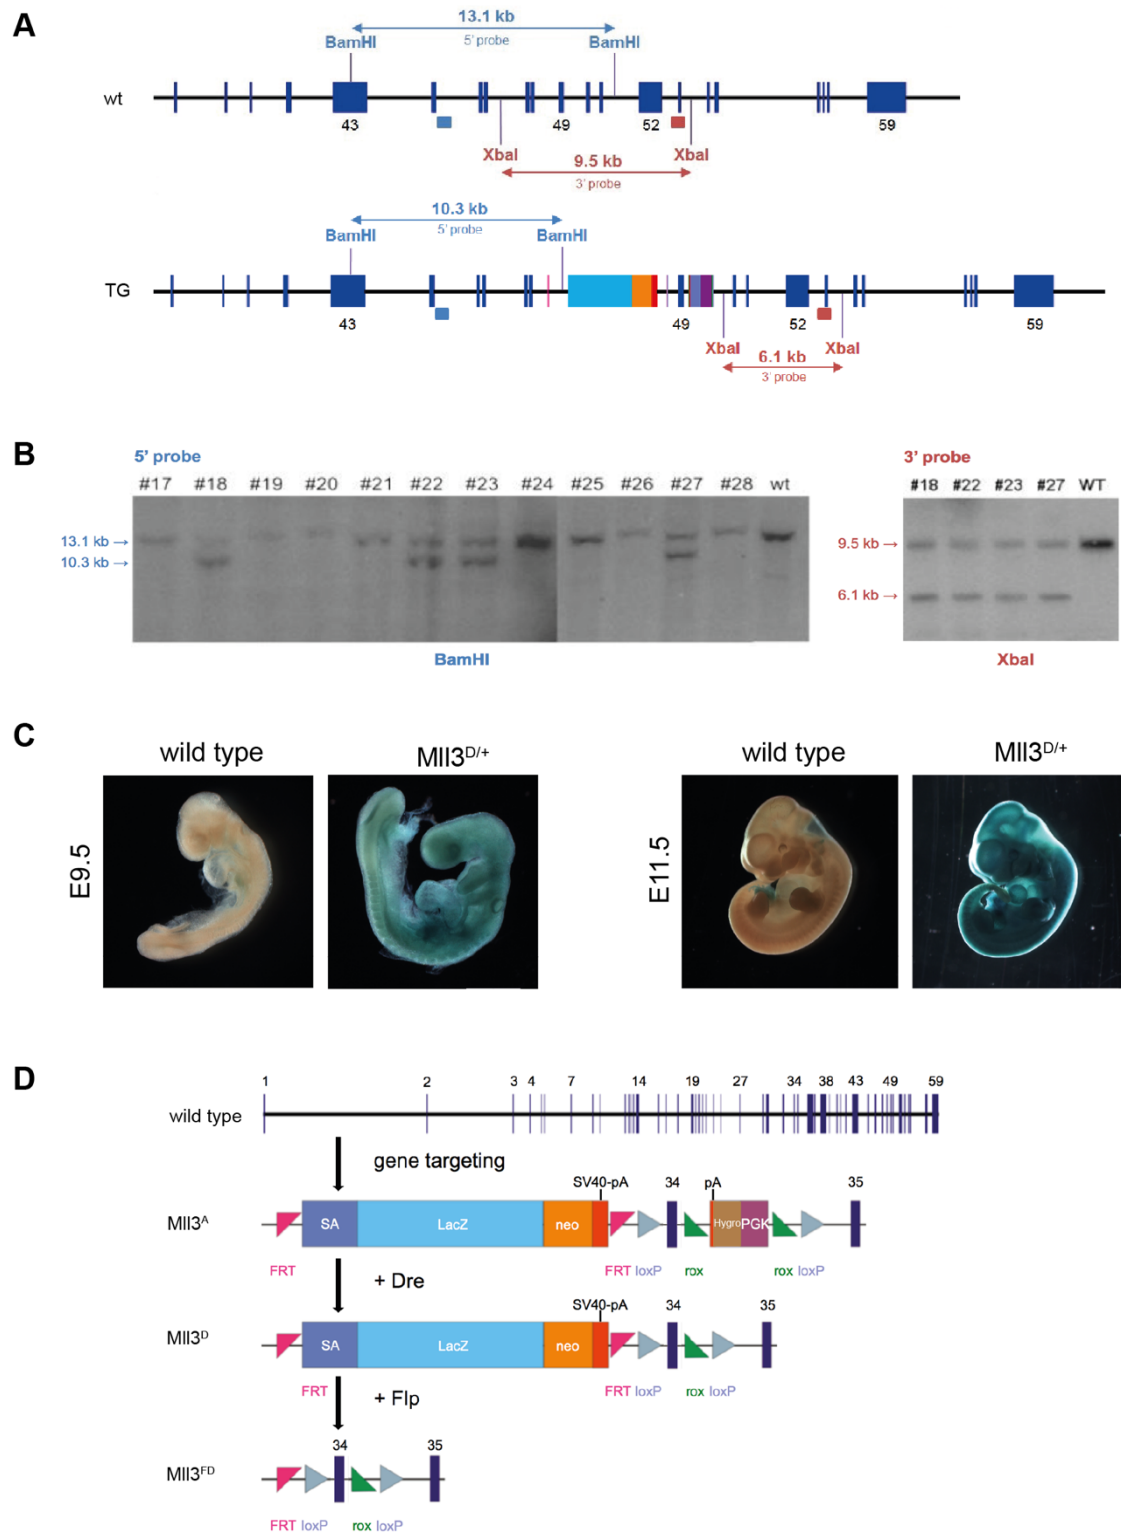 A
13.1 kb
BamHI 5' probe BamHI
wt
43 49 52 59
XbaI XbaI
9.5 kb
3' probe
10.3 kb
BamHI 5' probe BamHI
TG
43 49 52 59
XbaI XbaI
6.1 kb
3' probe
B
5' probe
#17 #18 #19 #20 #21 #22 #23 #24 #25 #26 #27 #28 wt
13.1 kb →
10.3 kb →
BamHI
3' probe
#18 #22 #23 #27 WT
9.5 kb →
6.1 kb →
XbaI
C
wild type Mll3D/+ wild type Mll3D/+
E9.5 E11.5
D
1 2 3 4 7 14 19 27 34 38 43 49 59
wild type
gene targeting
SV40-pA 34 pA 35
Mll3A SA LacZ neo Hygro PGK
FRT FRT loxP rox rox loxP
+ Dre
SV40-pA 34 35
Mll3D SA LacZ neo
FRT FRT loxP rox loxP
+ Flp
34 35
Mll3FD
FRT loxP rox loxP